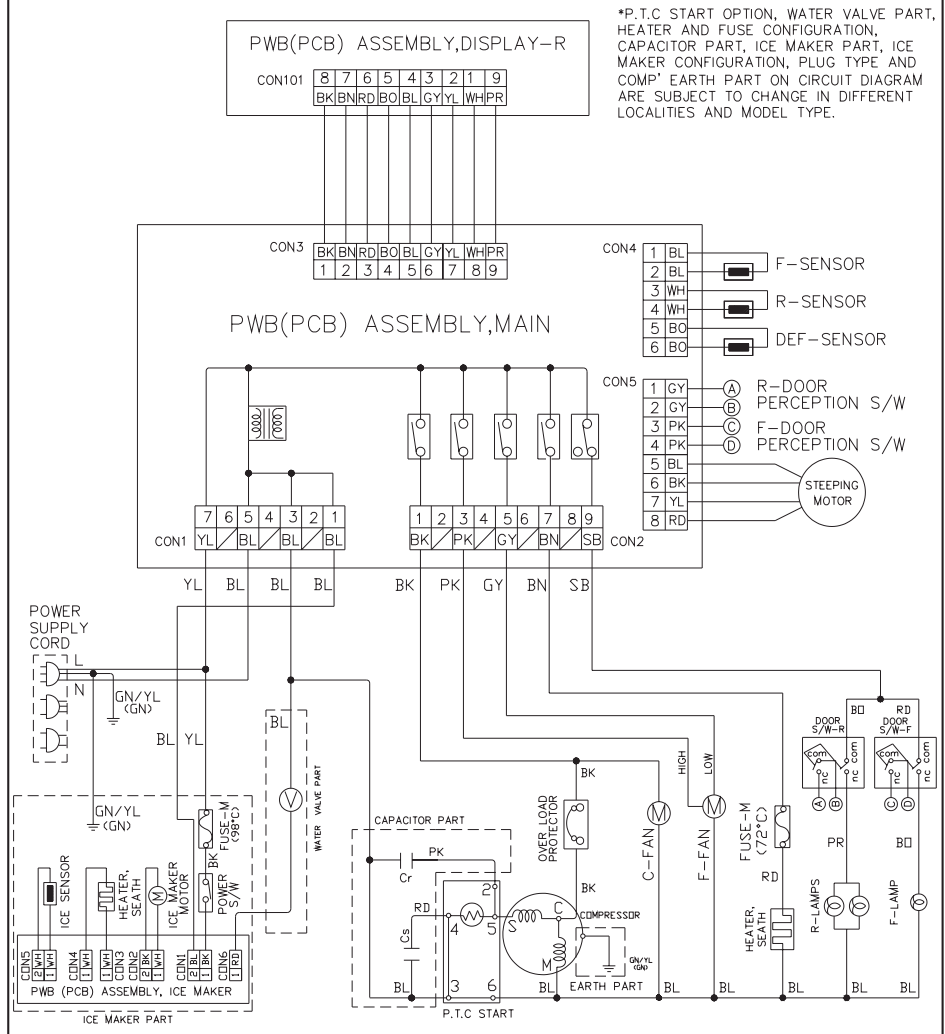 *P.T.C START OPTION, WATER VALVE PART,
HEATER AND FUSE CONFIGURATION,
CAPACITOR PART, ICE MAKER PART, ICE
MAKER CONFIGURATION, PLUG TYPE AND
COMP' EARTH PART ON CIRCUIT DIAGRAM
ARE SUBJECT TO CHANGE IN DIFFERENT
LOCALITIES AND MODEL TYPE.
PWB(PCB) ASSEMBLY,DISPLAY-R
CON101 8 7 6 5 4 3 2 1 9
BK BN RD BO BL GY YL WH PR
CON3 BK BN RD BO BL GY YL WH PR
1 2 3 4 5 6 7 8 9
PWB(PCB) ASSEMBLY,MAIN
CON4
1 BL
2 BL
F-SENSOR
3 WH
4 WH
R-SENSOR
5 BO
6 BO
DEF-SENSOR
CON5
1 GY A R-DOOR
2 GY B PERCEPTION S/W
3 PK C F-DOOR
4 PK D PERCEPTION S/W
5 BL
6 BK
7 YL
8 RD
STEEPING
MOTOR
7 6 5 4 3 2 1
CON1 YL BL BL BL
1 2 3 4 5 6 7 8 9
BK PK GY BN SB CON2
YL BL BL BL BK PK GY BN SB
POWER
SUPPLY
CORD
L
N
GN/YL
(GN)
BL YL
BL
WATER VALVE PART
V
GN/YL
(GN)
FUSE-M
(98°C)
BK
POWER
S/W
ICE SENSOR
HEATER,
SEATH
ICE MAKER
MOTOR
M
CON5 2 WH 1 WH
CON4 1 WH
CON3 1 WH
CON2 2 BK 1 WH
CON1 2 BL 1 BK
CON6 1 RD
PWB (PCB) ASSEMBLY, ICE MAKER
ICE MAKER PART
CAPACITOR PART
PK
Cr
RD
Cs
BL
2
4 5
3 6
P.T.C START
OVER LOAD
PROTECTOR
BK
BK
S C M
COMPRESSOR
GN/YL
(GN)
EARTH PART
BL
C-FAN
M
BL
HIGH LOW
F-FAN
M
BL
FUSE-M
(72°C)
RD
HEATER,
SEATH
BL
BO RD
DOOR
S/W-R
DOOR
S/W-F
com com
nc nc
com com
nc nc
A B C D
PR BO
R-LAMPS
F-LAMP
BL BL